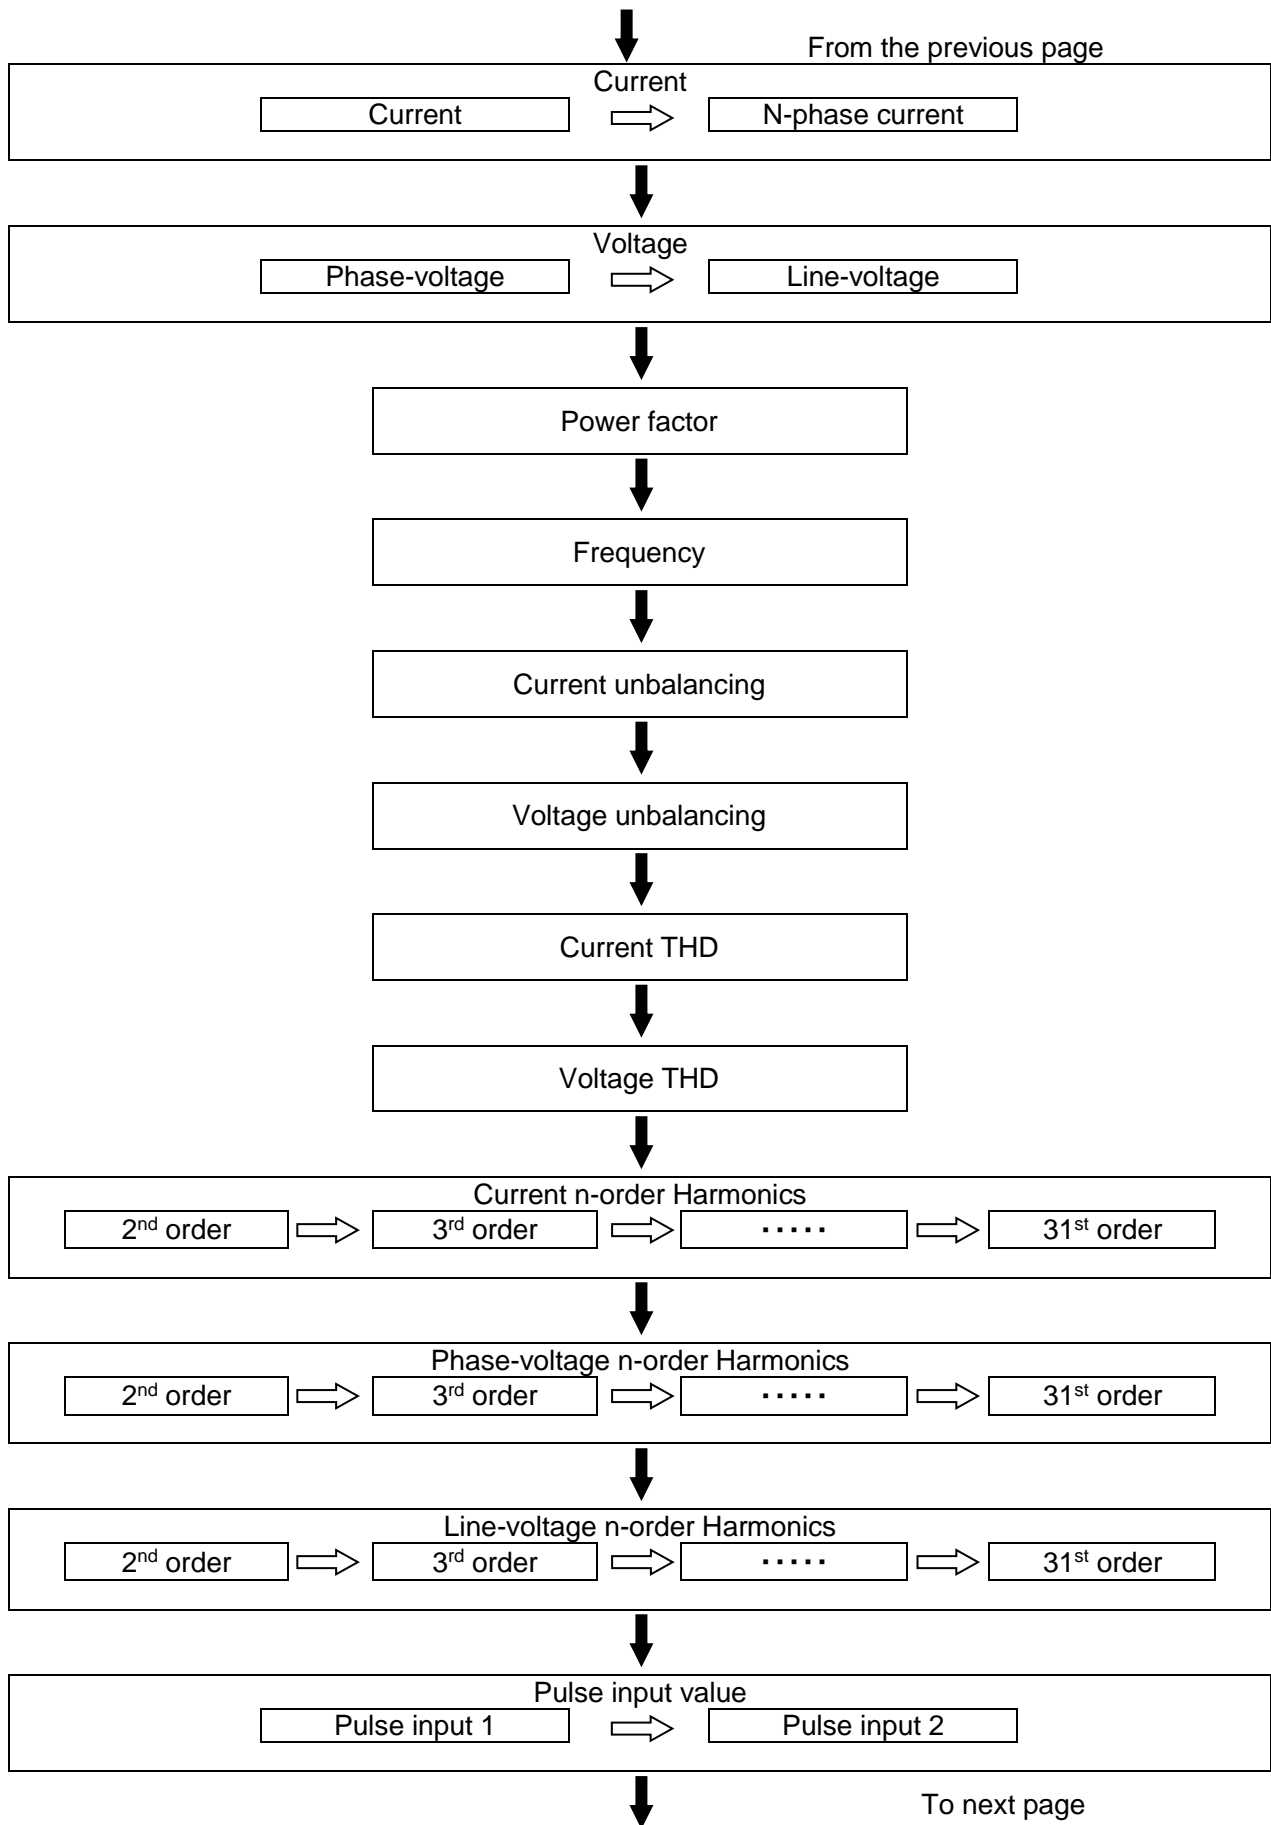 From the previous page
Current
Current N-phase current
Voltage
Phase-voltage Line-voltage
Power factor
Frequency
Current unbalancing
Voltage unbalancing
Current THD
Voltage THD
Current n-order Harmonics
2nd order 3rd order ····· 31st order
Phase-voltage n-order Harmonics
2nd order 3rd order ····· 31st order
Line-voltage n-order Harmonics
2nd order 3rd order ····· 31st order
Pulse input value
Pulse input 1 Pulse input 2
To next page